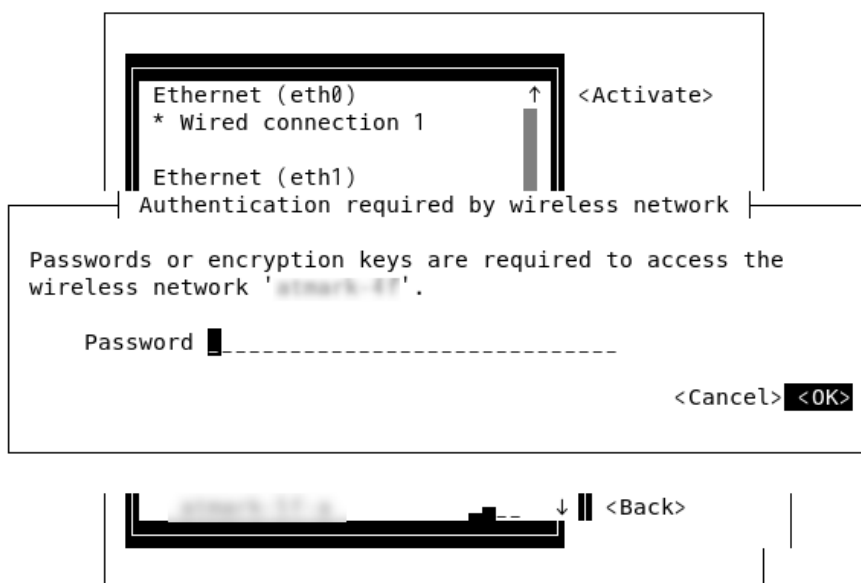 Ethernet (eth0) ↑ <Activate>
* Wired connection 1
Ethernet (eth1)
Authentication required by wireless network
Passwords or encryption keys are required to access the
wireless network ' '.
Password
<Cancel> <OK>
↓ <Back>